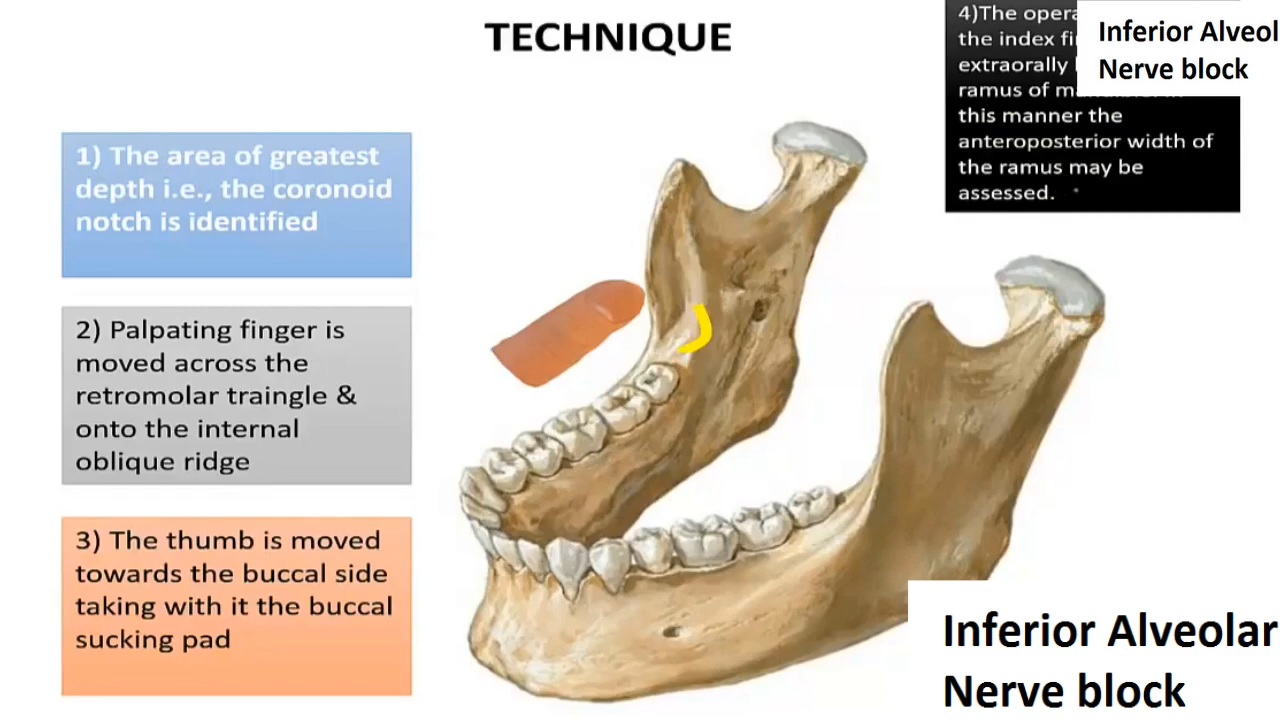 TECHNIQUE
1) The area of greatest
depth i.e., the coronoid
notch is identified
2) Palpating finger is
moved across the
retromolar traingle &
onto the internal
oblique ridge
3) The thumb is moved
towards the buccal side
taking with it the buccal
sucking pad
4)The
the index
extraorally
ramus of
this manner the
anteroposterior width of
the ramus may be
assessed.
Inferior Alveol
Nerve block
Inferior Alveolar
Nerve block